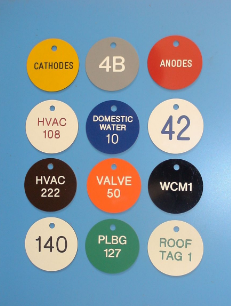 CATHODES
4B
ANODES
HVAC
108
DOMESTIC
WATER
10
42
HVAC
222
VALVE
50
WCM1
140
PLBG
127
ROOF
TAG 1